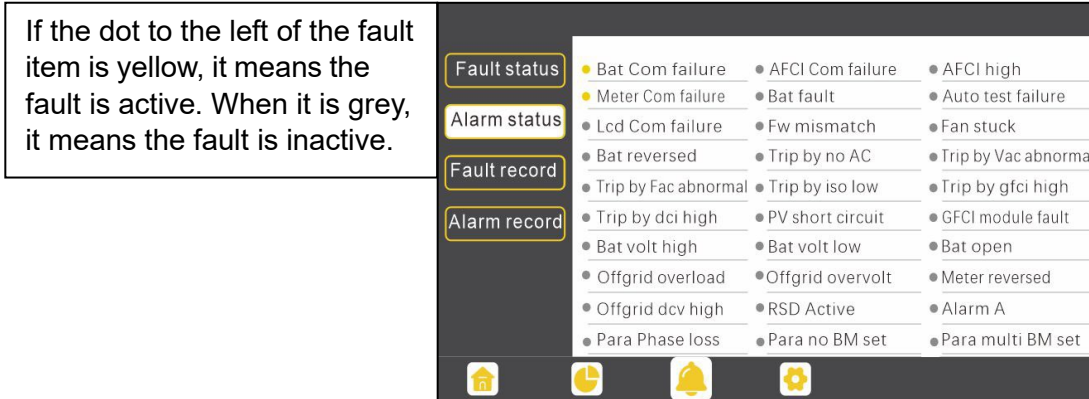 If the dot to the left of the fault
item is yellow, it means the
fault is active. When it is grey,
it means the fault is inactive.
Fault status
Alarm status
Fault record
Alarm record
Bat Com failure AFCI Com failure AFCI high
Meter Com failure Bat fault Auto test failure
Lcd Com failure Fw mismatch Fan stuck
Bat reversed Trip by no AC Trip by Vac abnorma
Trip by Fac abnormal Trip by iso low Trip by gfci high
Trip by dci high PV short circuit GFCI module fault
Bat volt high Bat volt low Bat open
Offgrid overload Offgrid overvolt Meter reversed
Offgrid dcv high RSD Active Alarm A
Para Phase loss Para no BM set Para multi BM set